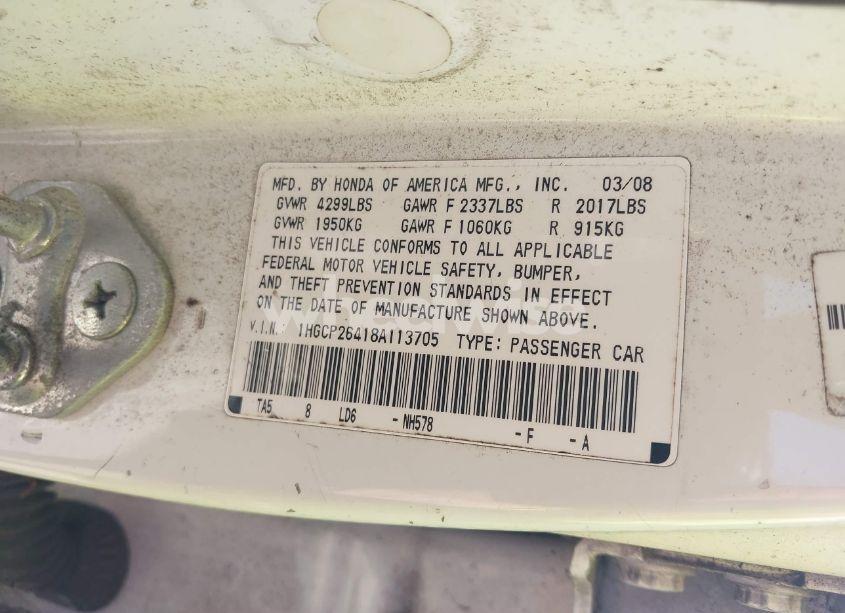 MFD. BY HONDA OF AMERICA MFG., INC. 03/08
GVWR 4299LBS GAWR F 2337LBS R 2017LBS
GVWR 1950KG GAWR F 1060KG R 915KG
THIS VEHICLE CONFORMS TO ALL APPLICABLE
FEDERAL MOTOR VEHICLE SAFETY, BUMPER,
AND THEFT PREVENTION STANDARDS IN EFFECT
ON THE DATE OF MANUFACTURE SHOWN ABOVE.
V.I.N. 1HGCP26418A113705 TYPE: PASSENGER CAR
TA5 8 LD6 -NH578 -F -A